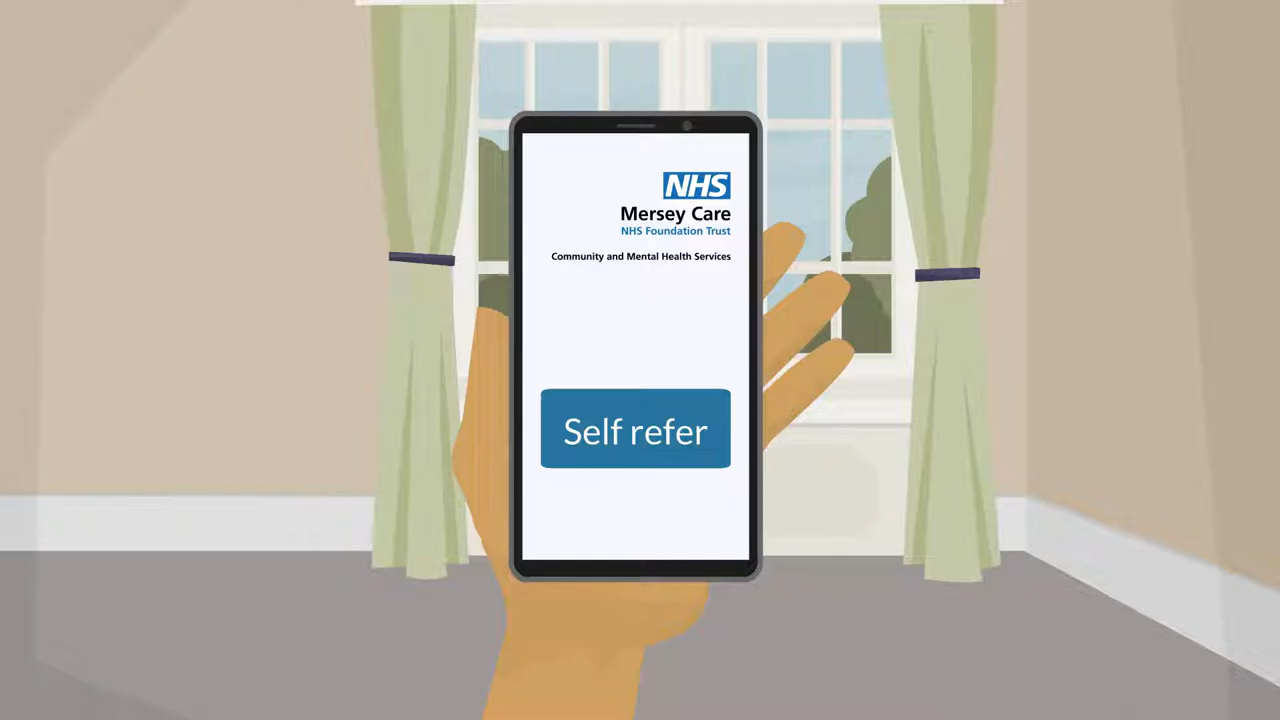 NHS
Mersey Care
NHS Foundation Trust
Community and Mental Health Services
Self refer